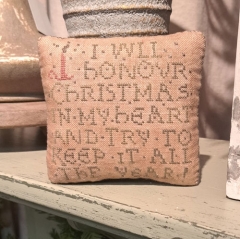 I WILL
honour
Christmas
in my heart
and try to
keep it all
the year!